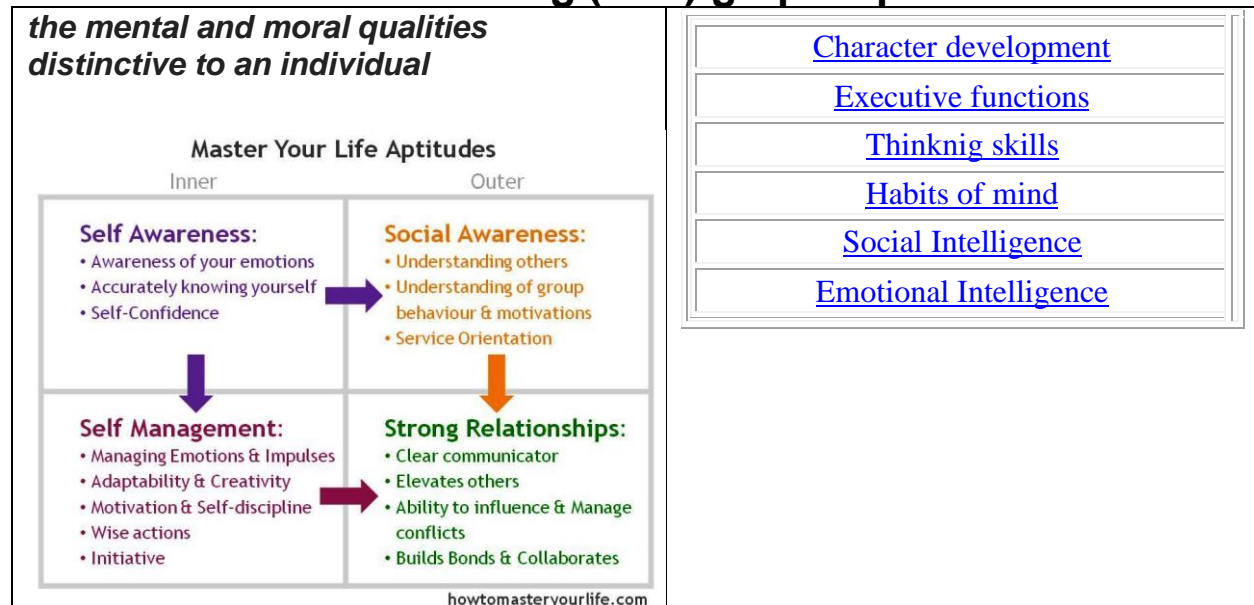 the mental and moral qualities
distinctive to an individual
Master Your Life Aptitudes
Inner
Outer
Self Awareness:
• Awareness of your emotions
• Accurately knowing yourself
• Self-Confidence
Social Awareness:
• Understanding others
• Understanding of group
behaviour & motivations
• Service Orientation
Self Management:
• Managing Emotions & Impulses
• Adaptability & Creativity
• Motivation & Self-discipline
• Wise actions
• Initiative
Strong Relationships:
• Clear communicator
• Elevates others
• Ability to influence & Manage
conflicts
• Builds Bonds & Collaborates
howtomasteryourlife.com
Character development
Executive functions
Thinknig skills
Habits of mind
Social Intelligence
Emotional Intelligence